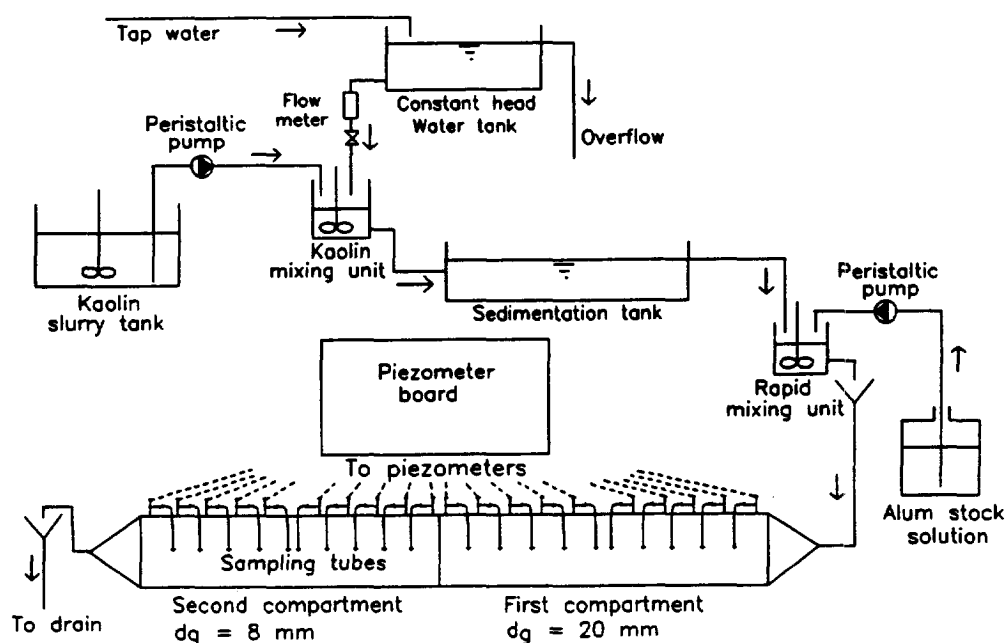 Tap water
Flow
meter
Constant head
Water tank
Overflow
Peristaltic
pump
Kaolin
mixing unit
Kaolin
slurry tank
Sedimentation tank
Peristaltic
pump
Rapid
mixing unit
Piezometer
board
To piezometers
Alum stock
solution
Sampling tubes
To drain
Second compartment
dg = 8 mm
First compartment
dg = 20 mm